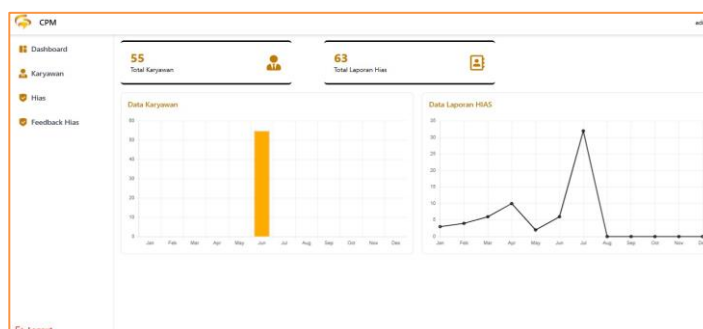 CPM
Dashboard
Karyawan
Hias
Feedback Hias
55
Total Karyawan
63
Total Laporan Hias
Data Karyawan
60
50
40
30
20
10
0
Jan Feb Mar Apr May Jun Jul Aug Sep Oct Nov Dec
Data Laporan HIAS
35
30
25
20
15
10
5
0
Jan Feb Mar Apr May Jun Jul Aug Sep Oct Nov